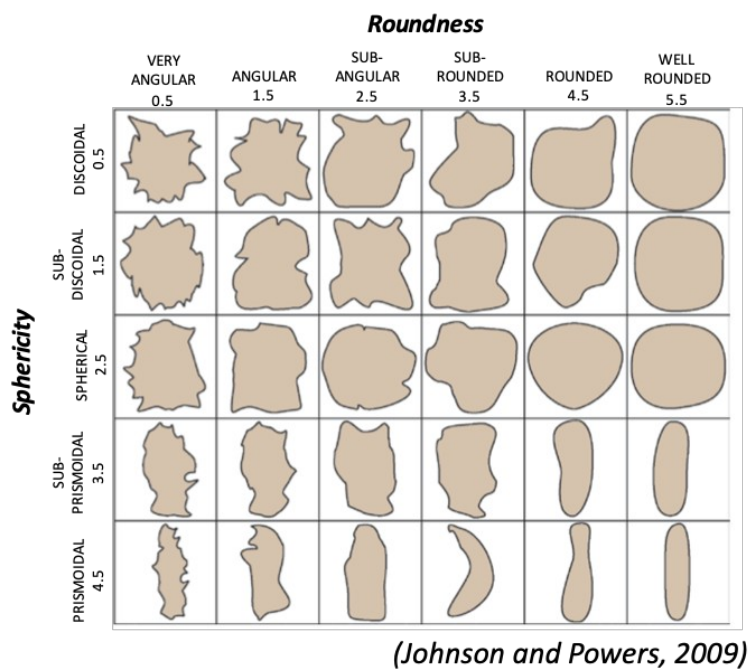 Roundness
VERY
ANGULAR
0.5
ANGULAR
1.5
SUB-
ANGULAR
2.5
SUB-
ROUNDED
3.5
ROUNDED
4.5
WELL
ROUNDED
5.5
Sphericity
DISCOIDAL
0.5
SUB-
DISCOIDAL
1.5
SPHERICAL
2.5
SUB-
PRISMOIDAL
3.5
PRISMOIDAL
4.5
(Johnson and Powers, 2009)